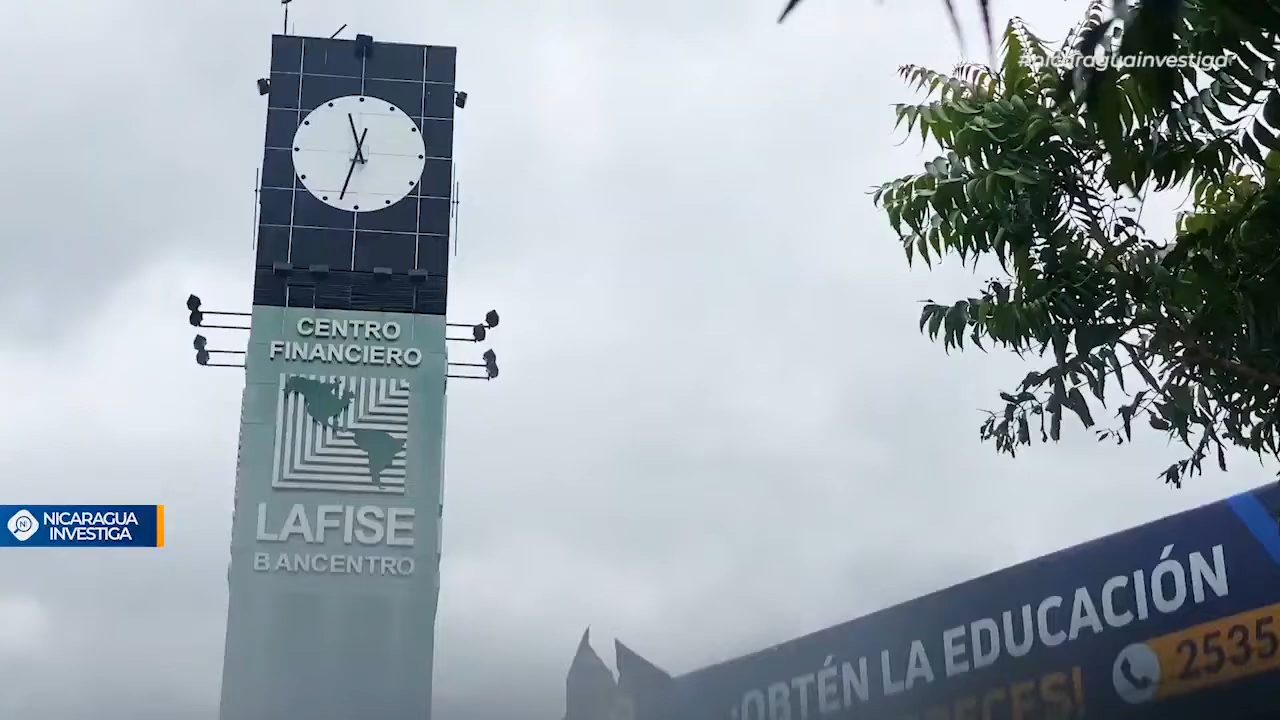 #nicaraguainvestiga
CENTRO
FINANCIERO
LAFISE
BANCENTRO
NICARAGUA
INVESTIGA
¡OBTÉN LA EDUCACIÓN
2535